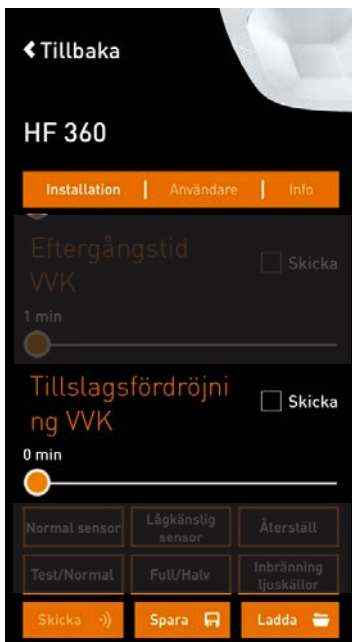 Tillbaka
HF 360
Installation | Användare | Info
Eftergångstid
VVK
Skicka
1 min
Tillslagsfördröjni
ng VVK
Skicka
0 min
Normal sensor
Lågkänslig
sensor
Återställ
Test/Normal
Full/Halv
Inbränning
ljuskällor
Skicka
Spara
Ladda